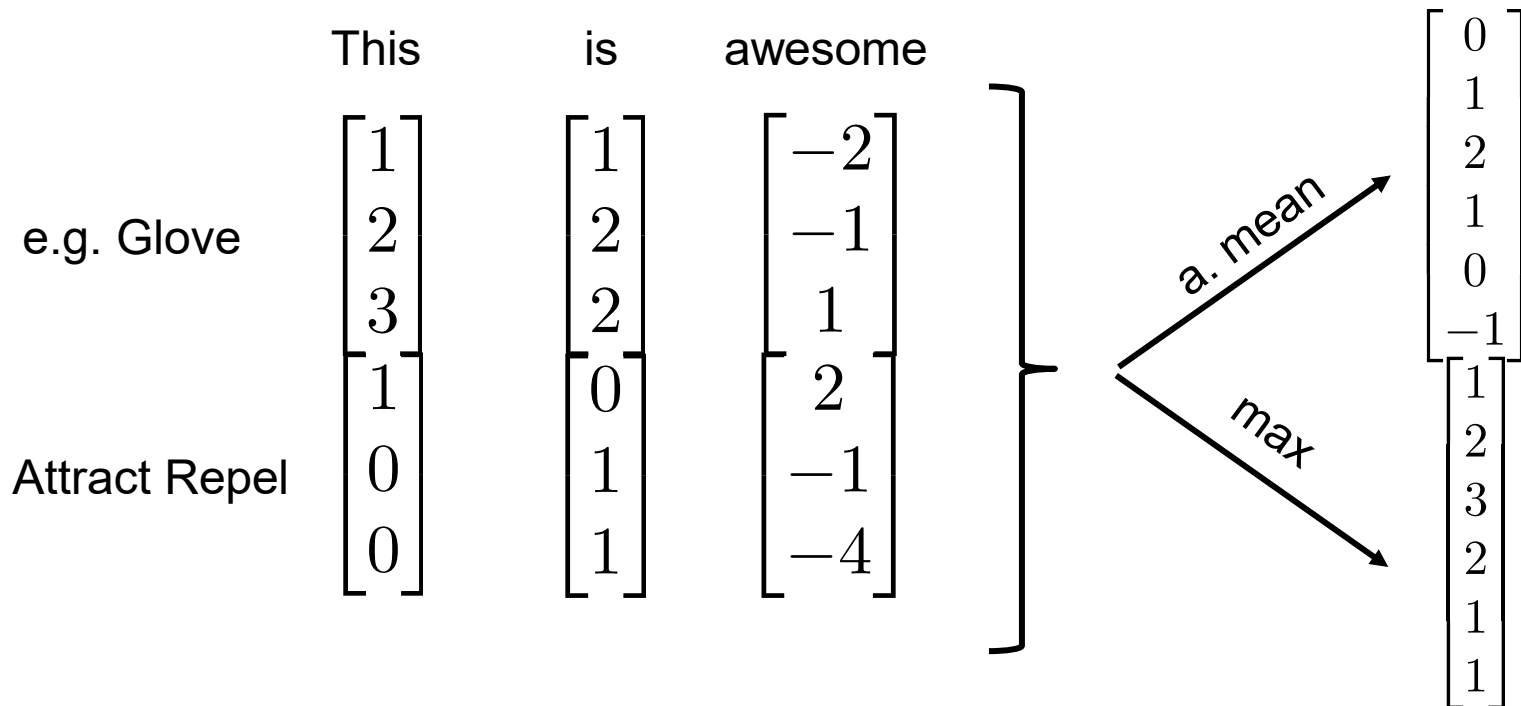 This is awesome
e.g. Glove
1 1 −2
2 2 −1
3 2 1
Attract Repel
1 0 2
0 1 −1
0 1 −4
a. mean
0
1
2
1
0
−1
max
1
2
3
2
1
1